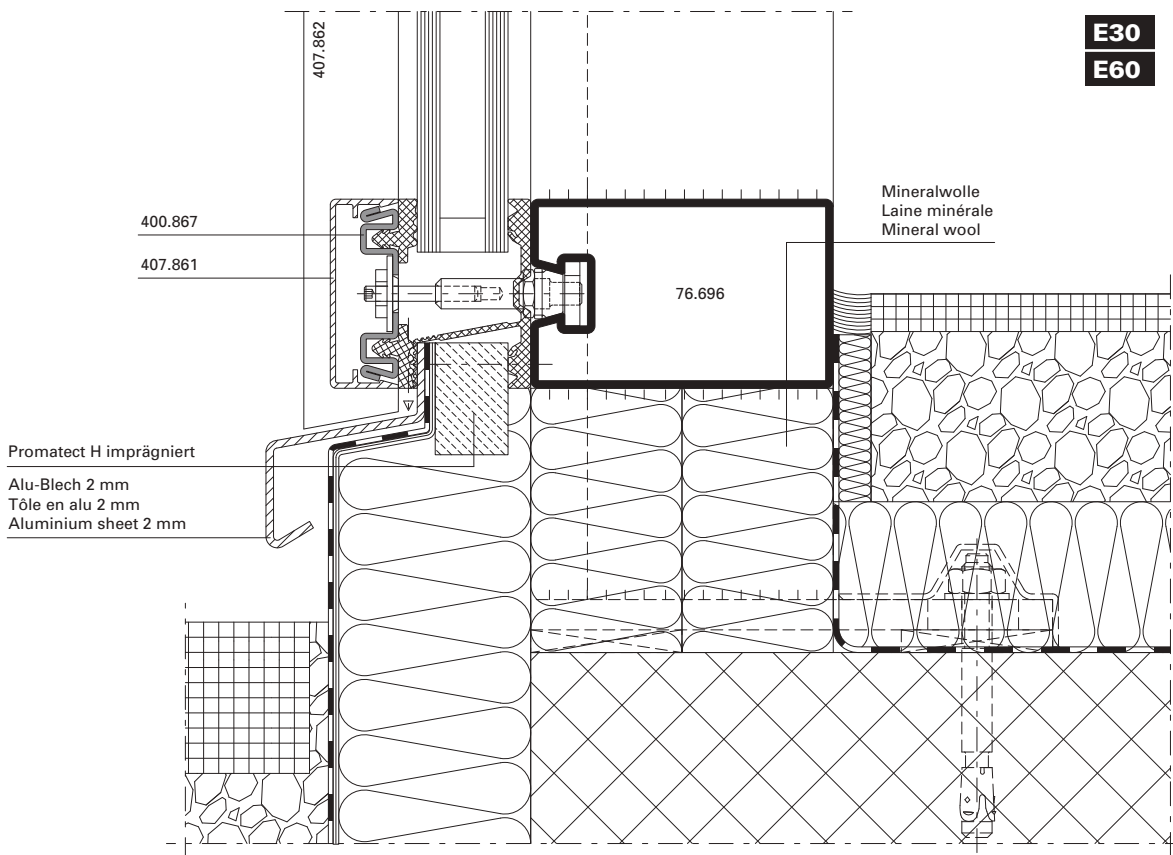 407.862
E30
E60
Mineralwolle
Laine minérale
Mineral wool
400.867
407.861
76.696
Promatect H imprägniert
Alu-Blech 2 mm
Tôle en alu 2 mm
Aluminium sheet 2 mm